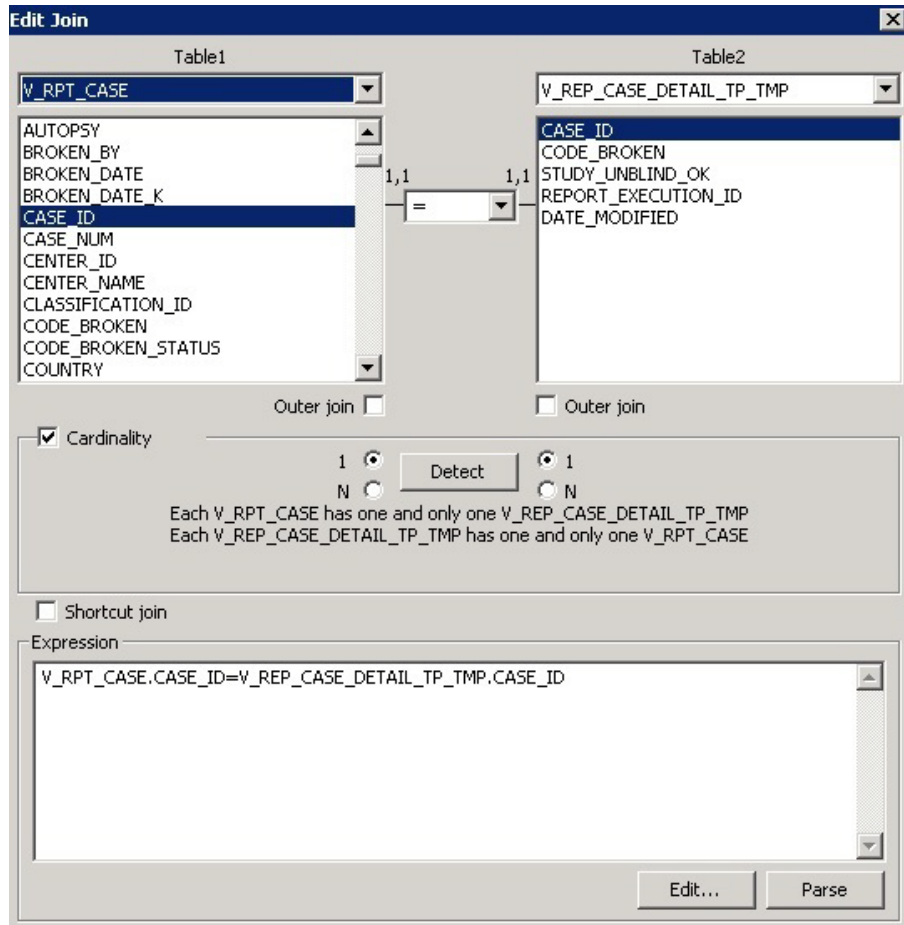 Edit Join
Table1 Table2
V_RPT_CASE V_REP_CASE_DETAIL_TP_TMP
AUTOPSY
BROKEN_BY
BROKEN_DATE
BROKEN_DATE_K
CASE_ID
CASE_NUM
CENTER_ID
CENTER_NAME
CLASSIFICATION_ID
CODE_BROKEN
CODE_BROKEN_STATUS
COUNTRY
1,1 1,1
=
CASE_ID
CODE_BROKEN
STUDY_UNBLIND_OK
REPORT_EXECUTION_ID
DATE_MODIFIED
Outer join Outer join
Cardinality
1 Detect 1
N N
Each V_RPT_CASE has one and only one V_REP_CASE_DETAIL_TP_TMP
Each V_REP_CASE_DETAIL_TP_TMP has one and only one V_RPT_CASE
Shortcut join
Expression
V_RPT_CASE.CASE_ID=V_REP_CASE_DETAIL_TP_TMP.CASE_ID
Edit... Parse